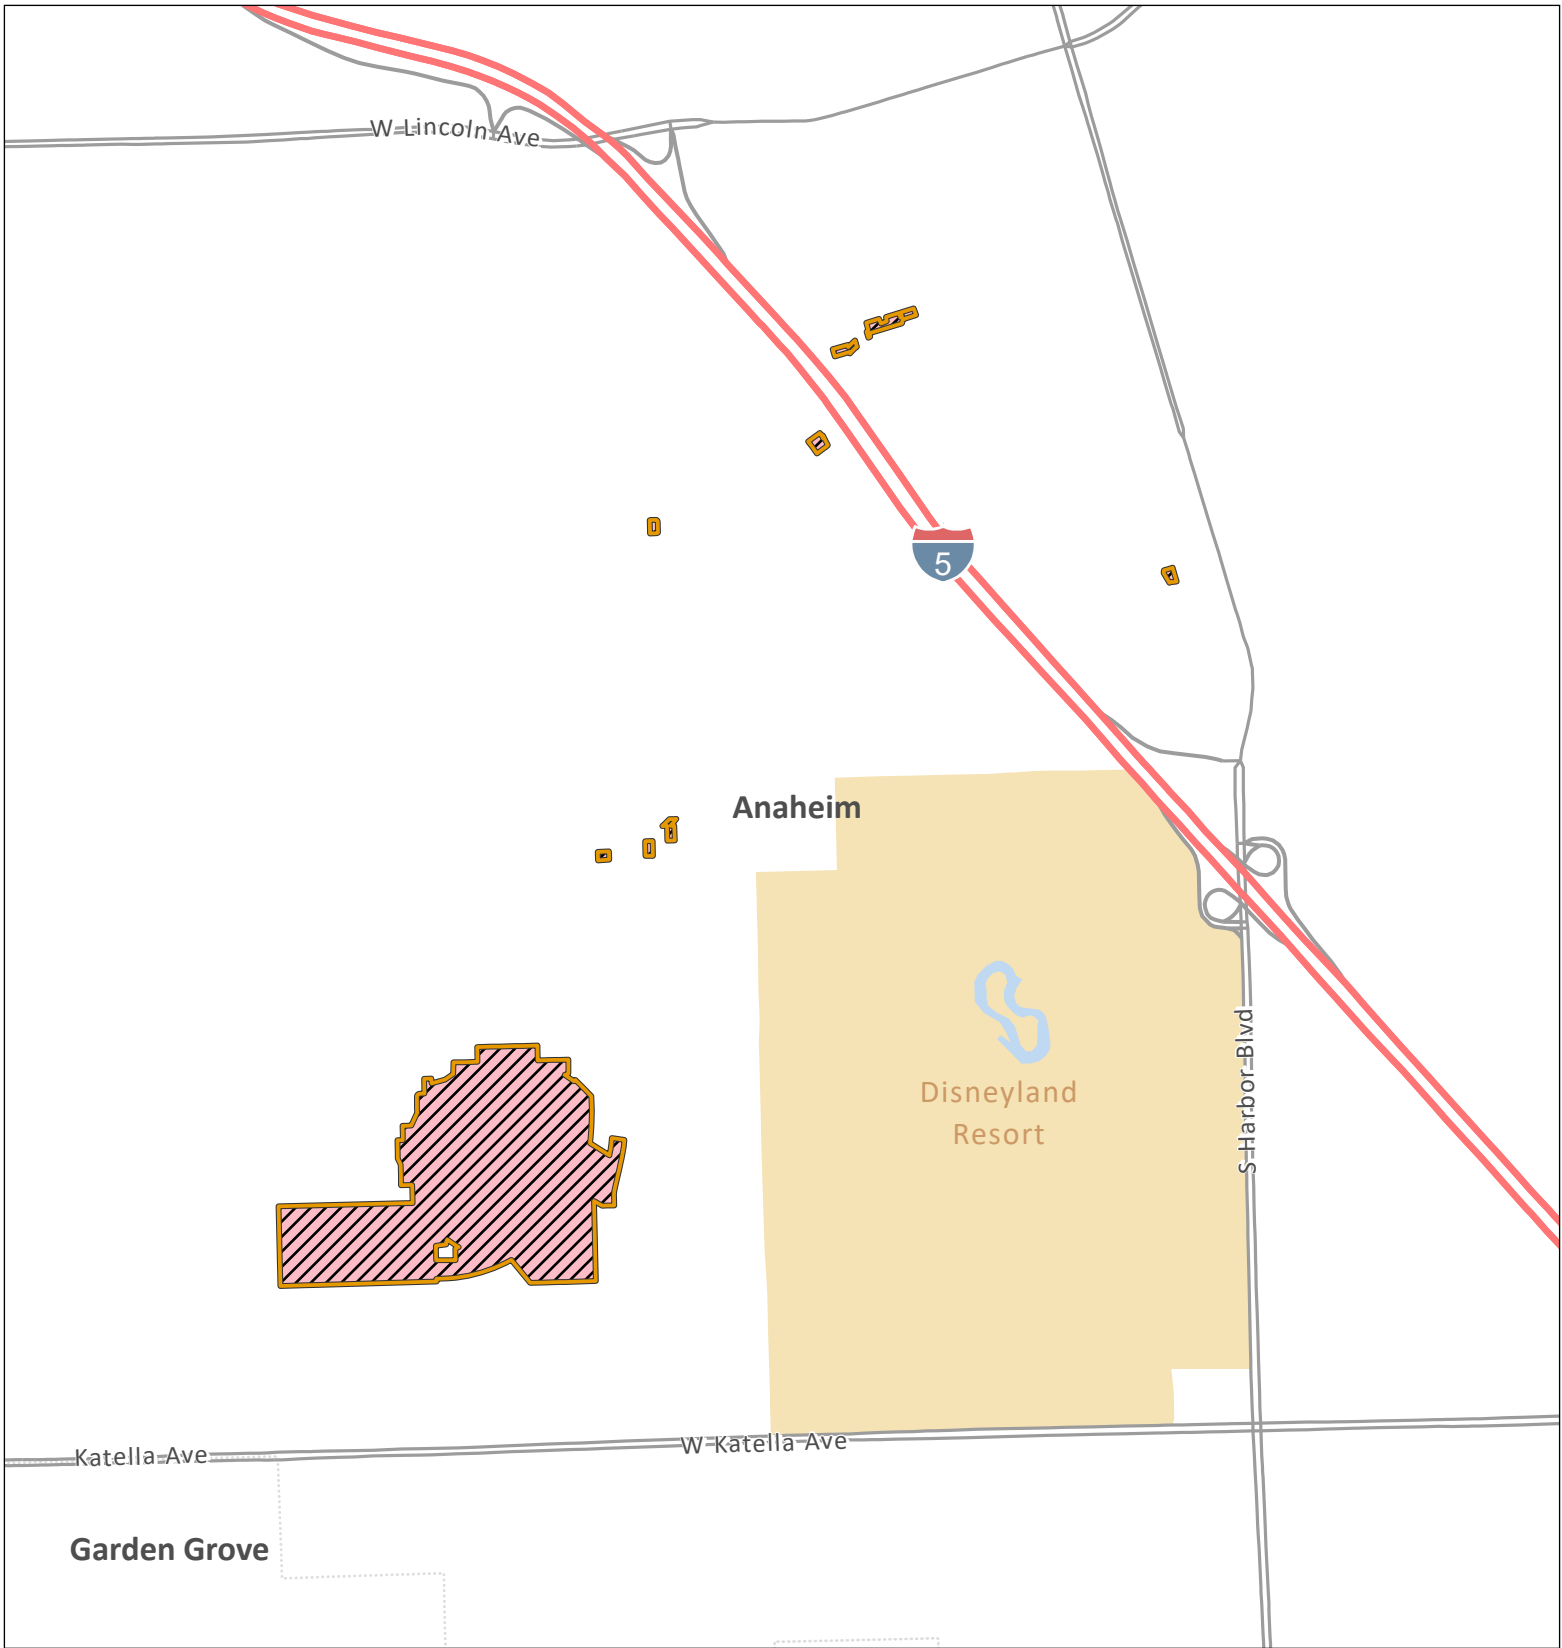 W Lincoln Ave
5
Anaheim
Disneyland
Resort
S Harbor Blvd
Katella Ave
W Katella Ave
Garden Grove